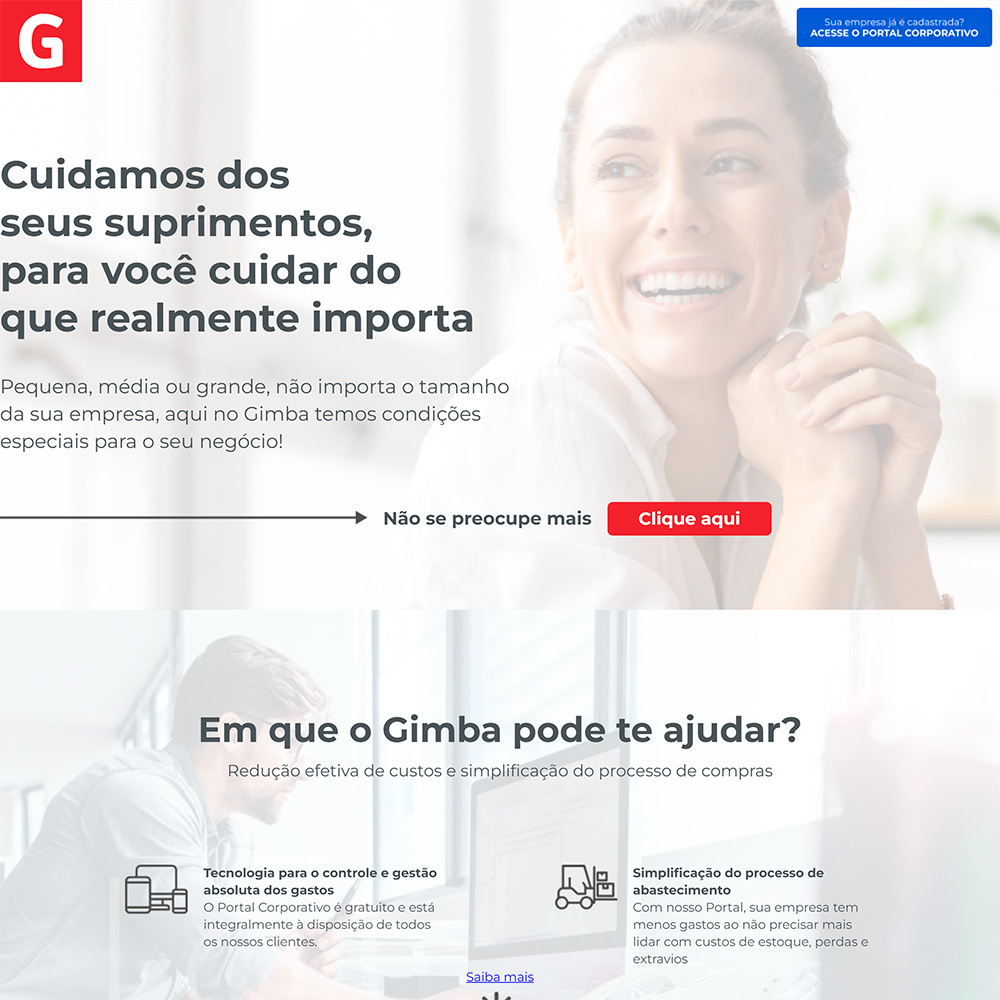 G
Sua empresa já é cadastrada?
ACESSE O PORTAL CORPORATIVO
Cuidamos dos
seus suprimentos,
para você cuidar do
que realmente importa
Pequena, média ou grande, não importa o tamanho
da sua empresa, aqui no Gimba temos condições
especiais para o seu negócio!
Não se preocupe mais
Clique aqui
Em que o Gimba pode te ajudar?
Redução efetiva de custos e simplificação do processo de compras
Tecnologia para o controle e gestão
absoluta dos gastos
O Portal Corporativo é gratuito e está
integralmente à disposição de todos
os nossos clientes.
Simplificação do processo de
abastecimento
Com nosso Portal, sua empresa tem
menos gastos ao não precisar mais
lidar com custos de estoque, perdas e
extravios
Saiba mais